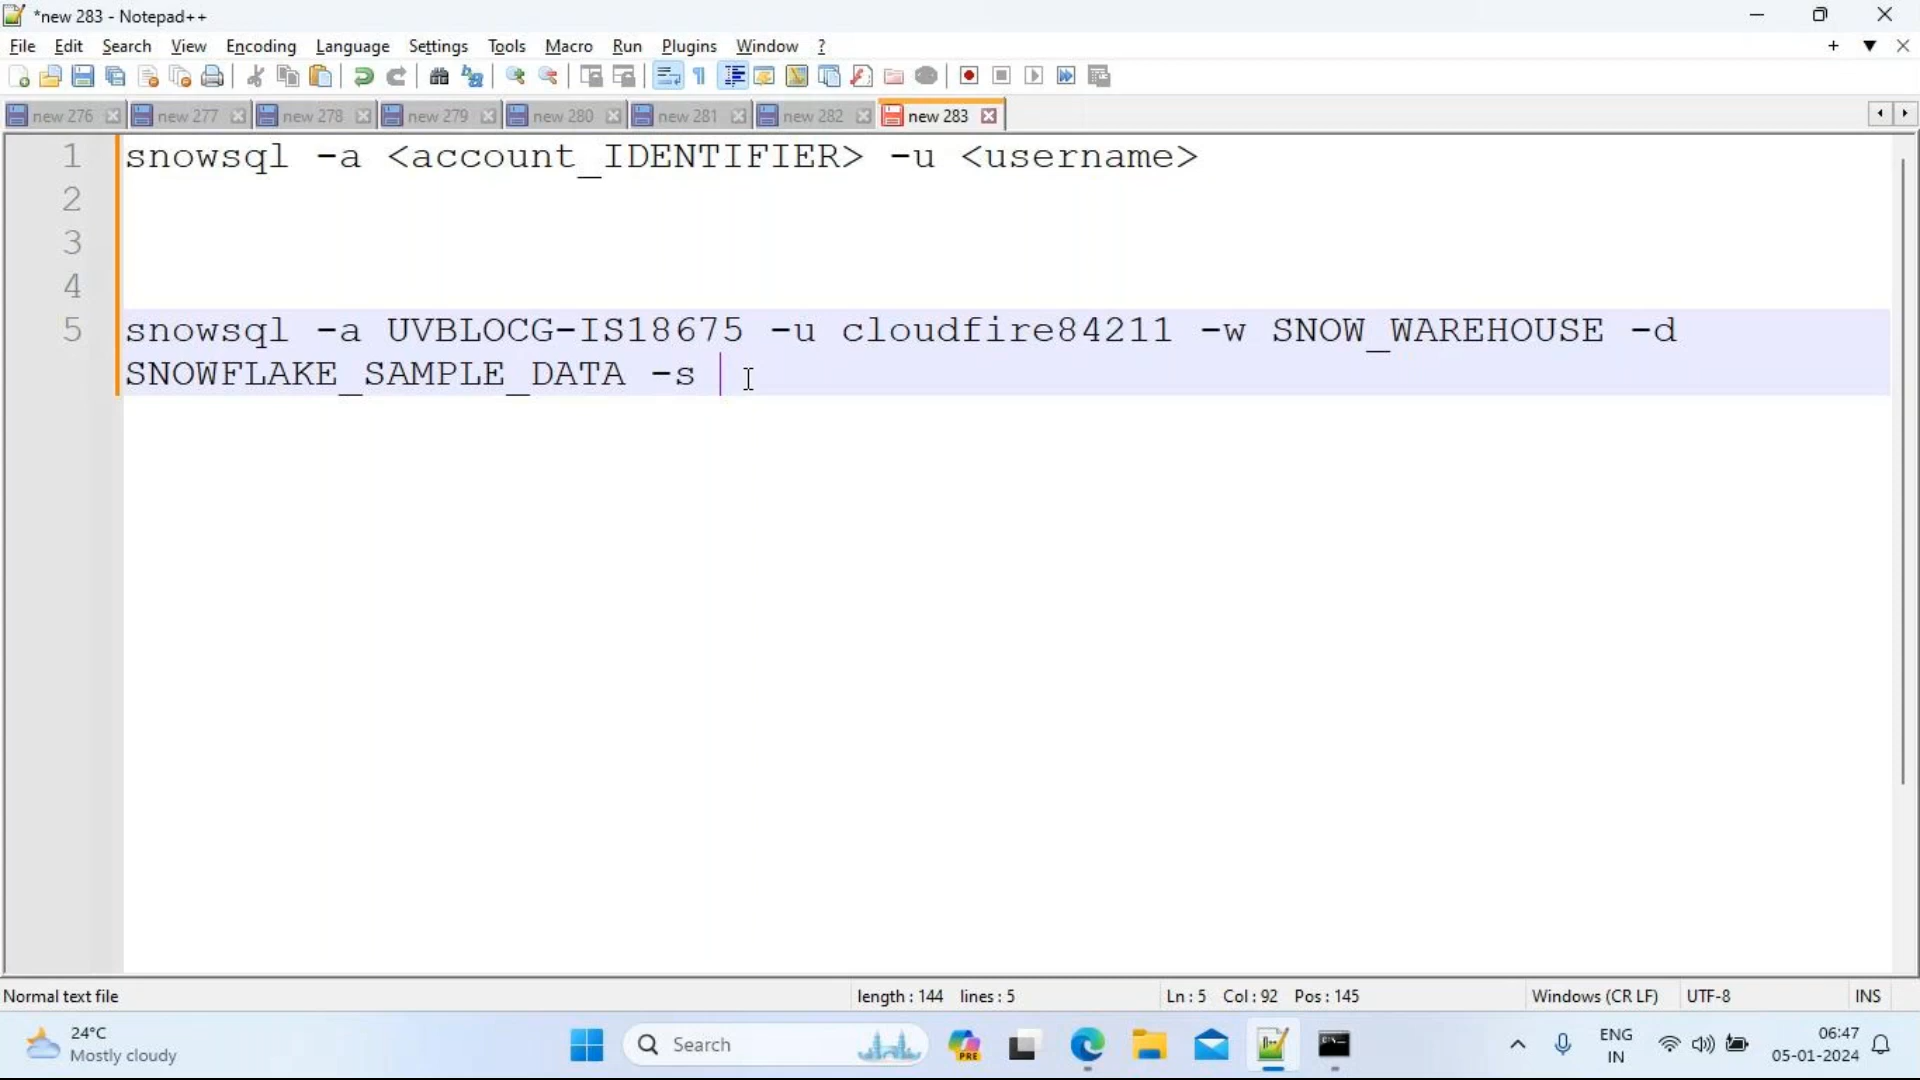 *new 283 - Notepad++
File Edit Search View Encoding Language Settings Tools Macro Run Plugins Window ?
new 276 new 277 new 278 new 279 new 280 new 281 new 282 new 283
1 snowsql -a <account_IDENTIFIER> -u <username>
2
3
4
5 snowsql -a UVBLOCG-IS18675 -u cloudfire84211 -w SNOW_WAREHOUSE -d
SNOWFLAKE_SAMPLE_DATA -s
Normal text file length : 144 lines : 5 Ln : 5 Col : 92 Pos : 145 Windows (CR LF) UTF-8 INS
24°C
Mostly cloudy
Search
PRE
ENG
IN
06:47
05-01-2024